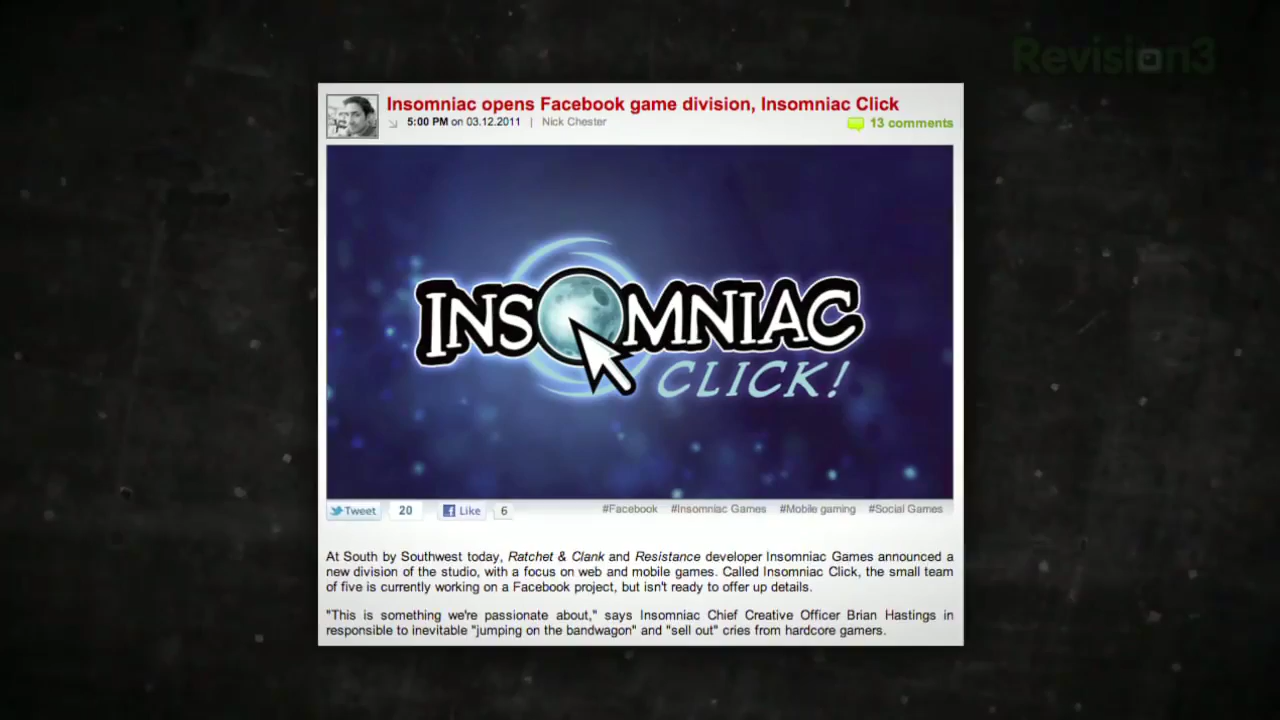 Revision3
Insomniac opens Facebook game division, Insomniac Click
5:00 PM on 03.12.2011 | Nick Chester
13 comments
INSOMNIAC
CLICK!
Tweet 20 Like 6 #Facebook #Insomniac Games #Mobile gaming #Social Games
At South by Southwest today, Ratchet & Clank and Resistance developer Insomniac Games announced a
new division of the studio, with a focus on web and mobile games. Called Insomniac Click, the small team
of five is currently working on a Facebook project, but isn't ready to offer up details.
"This is something we're passionate about," says Insomniac Chief Creative Officer Brian Hastings in
responsible to inevitable "jumping on the bandwagon" and "sell out" cries from hardcore gamers.